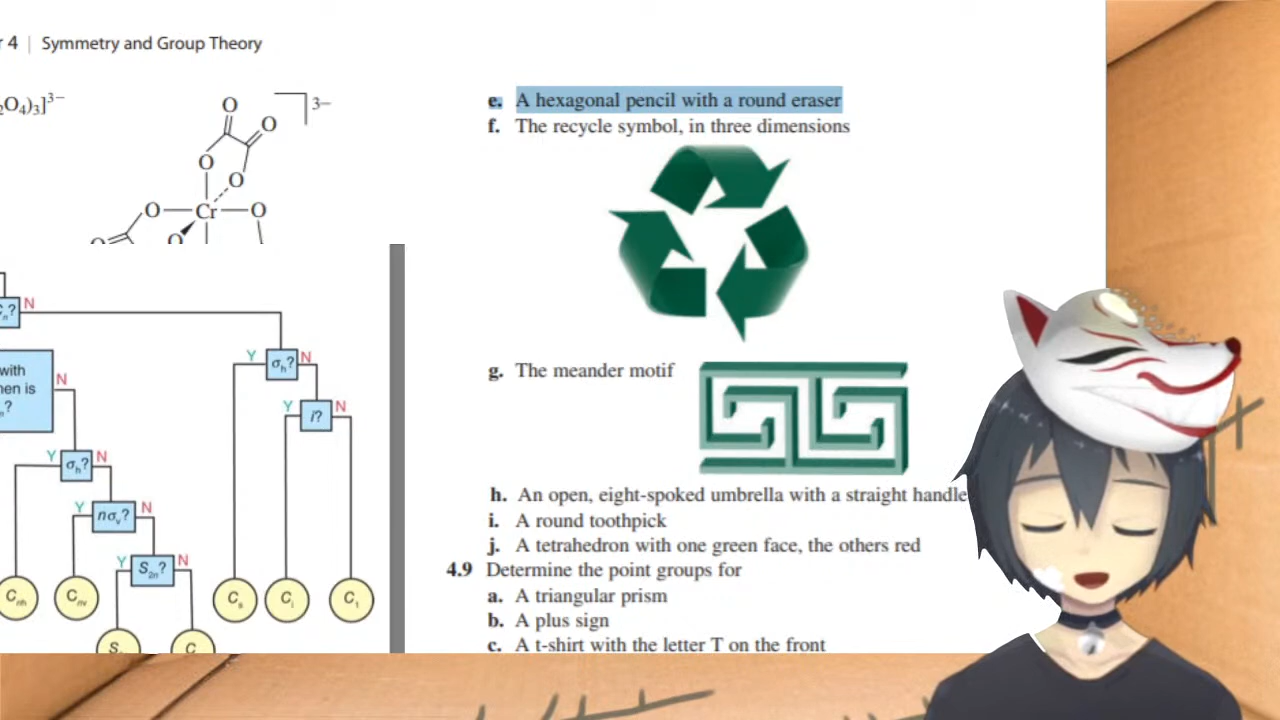 r 4 | Symmetry and Group Theory
₂O₄)₃]³⁻
O
3−
O
O
O
O
Cr
O
O
O
N
Cₙ?
with
N
nen is
ₙ?
Y
σₕ?
N
Y
nσᵥ?
N
Y
S₂ₙ?
N
Y
σₕ?
N
Y
i?
N
Cₙₕ
Cₙᵥ
Cₛ
Cᵢ
C₁
S
C
e. A hexagonal pencil with a round eraser
f. The recycle symbol, in three dimensions
g. The meander motif
h. An open, eight-spoked umbrella with a straight handle
i. A round toothpick
j. A tetrahedron with one green face, the others red
4.9 Determine the point groups for
a. A triangular prism
b. A plus sign
c. A t-shirt with the letter T on the front